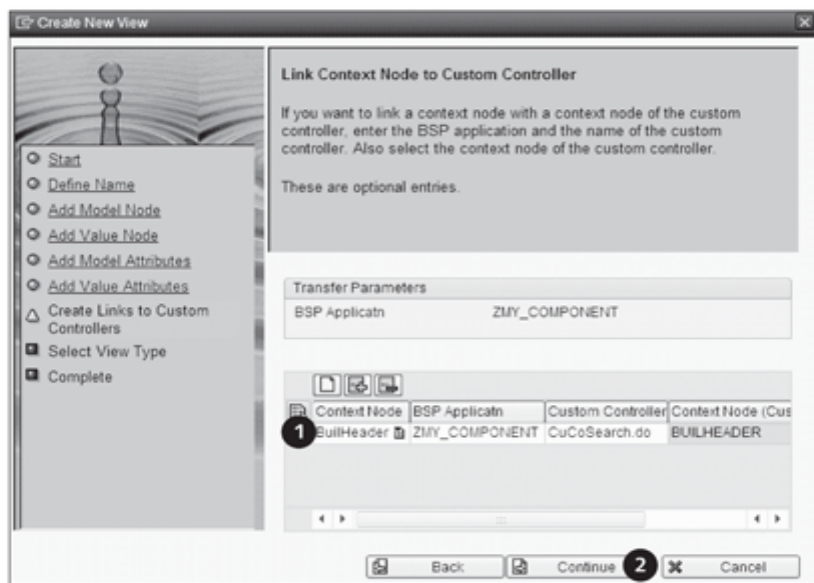 Create New View
Link Context Node to Custom Controller
If you want to link a context node with a context node of the custom
controller, enter the BSP application and the name of the custom
controller. Also select the context node of the custom controller.
These are optional entries.
Start
Define Name
Add Model Node
Add Value Node
Add Model Attributes
Add Value Attributes
Create Links to Custom
Controllers
Select View Type
Complete
Transfer Parameters
BSP Applicatn ZMY_COMPONENT
Context Node BSP Applicatn Custom Controller Context Node (Cus
1 BuilHeader ZMY_COMPONENT CuCoSearch.do BUILHEADER
Back Continue 2 Cancel